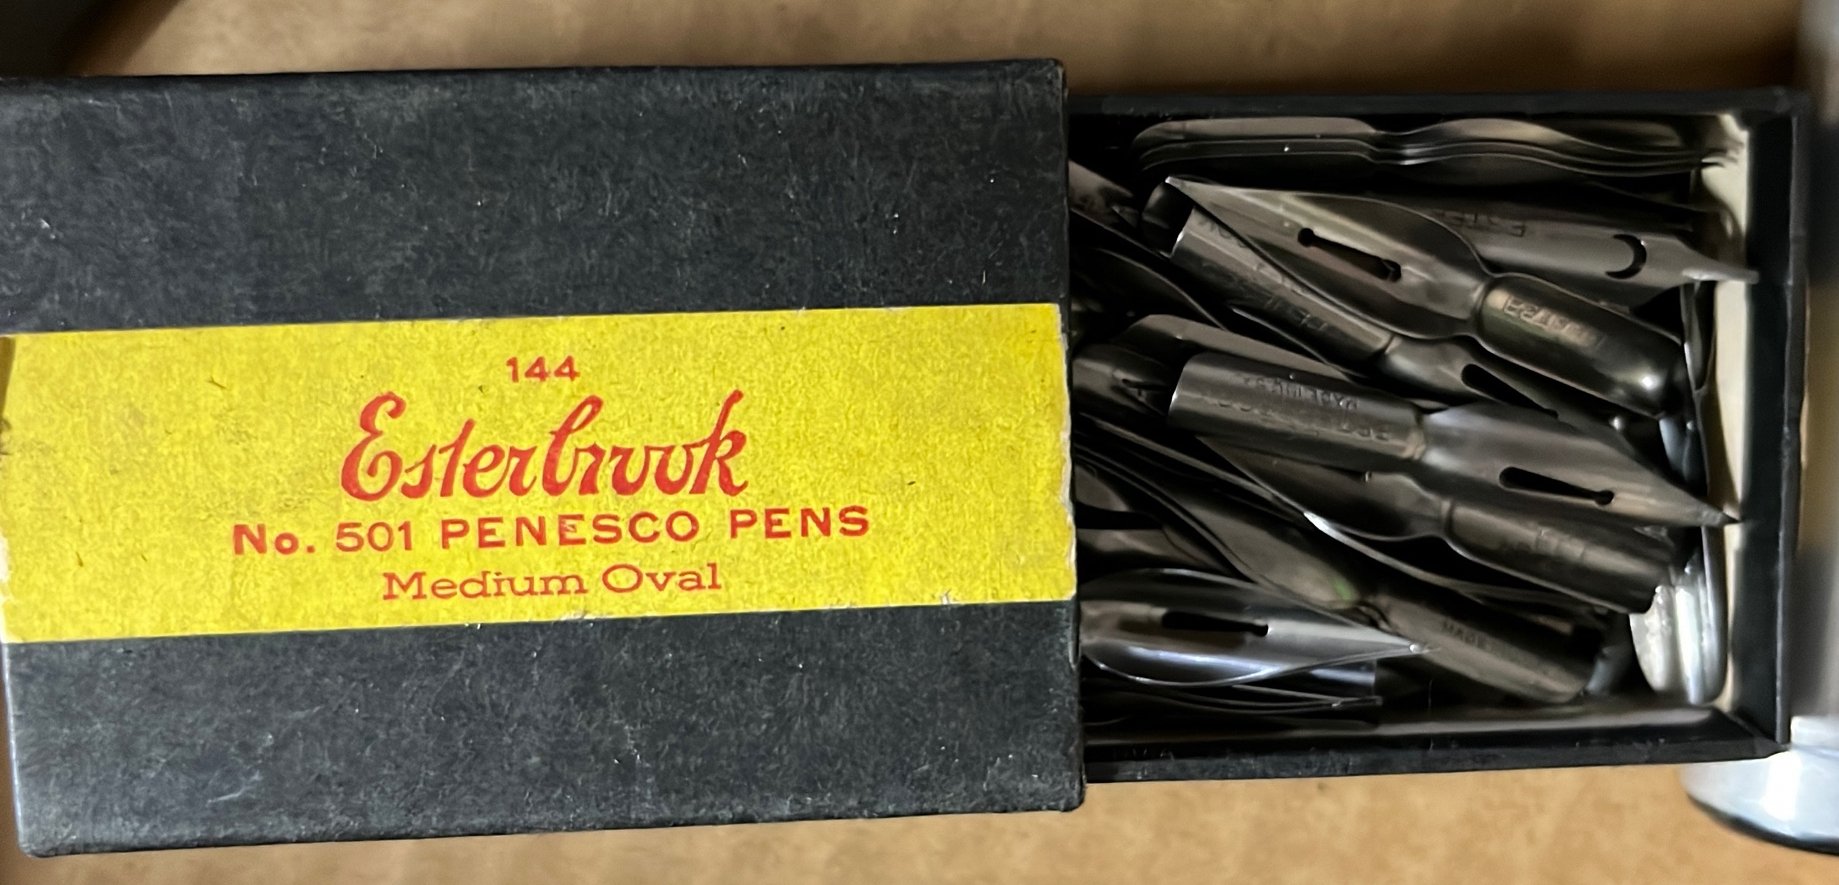 144
Esterbrook
No. 501 PENESCO PENS
Medium Oval